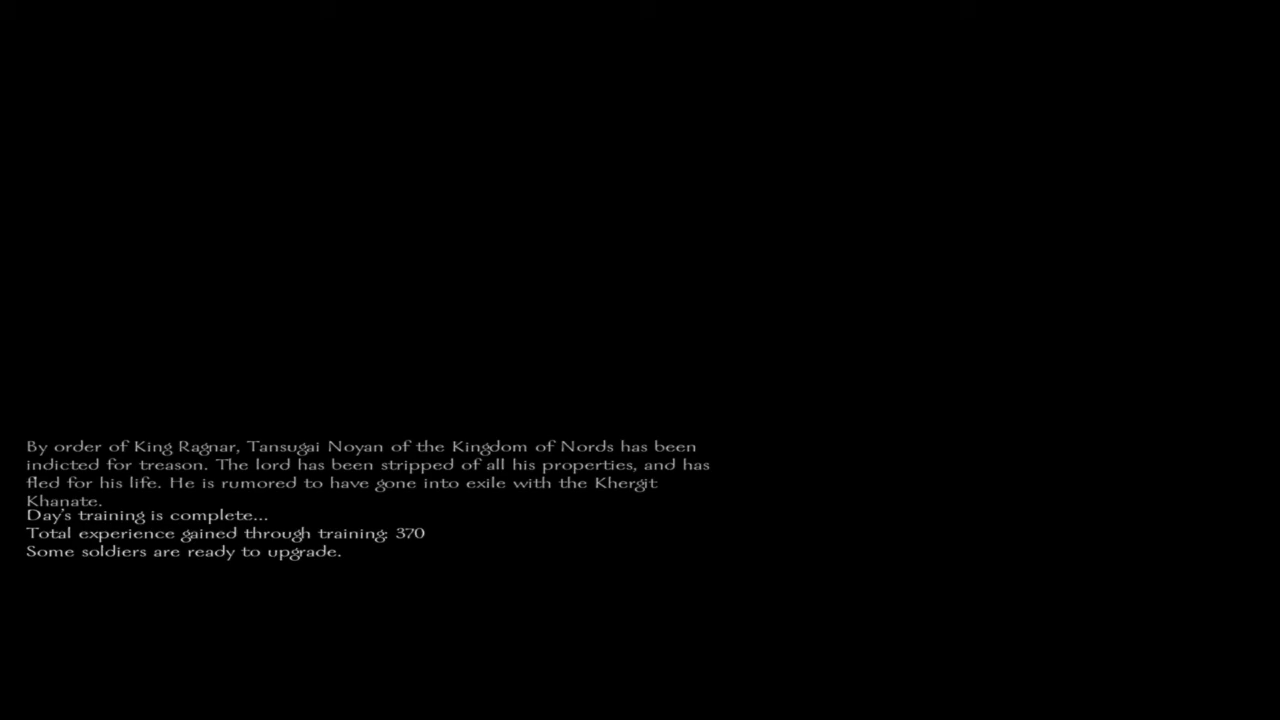 By order of King Ragnar, Tansugai Noyan of the Kingdom of Nords has been
indicted for treason. The lord has been stripped of all his properties, and has
fled for his life. He is rumored to have gone into exile with the Khergit
Khanate.
Day's training is complete...
Total experience gained through training: 370
Some soldiers are ready to upgrade.